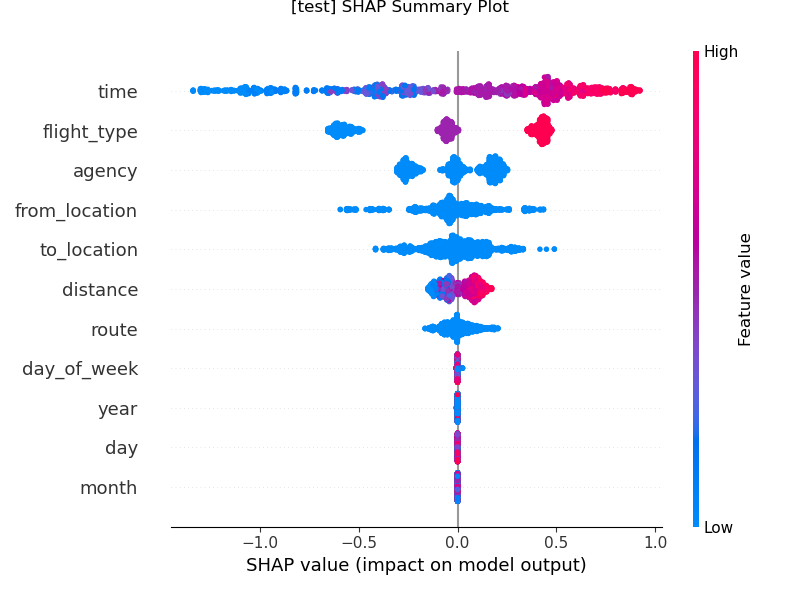 [test] SHAP Summary Plot
High
time
flight_type
agency
from_location
to_location
distance
route
day_of_week
year
day
month
Feature value
Low
−1.0 −0.5 0.0 0.5 1.0
SHAP value (impact on model output)